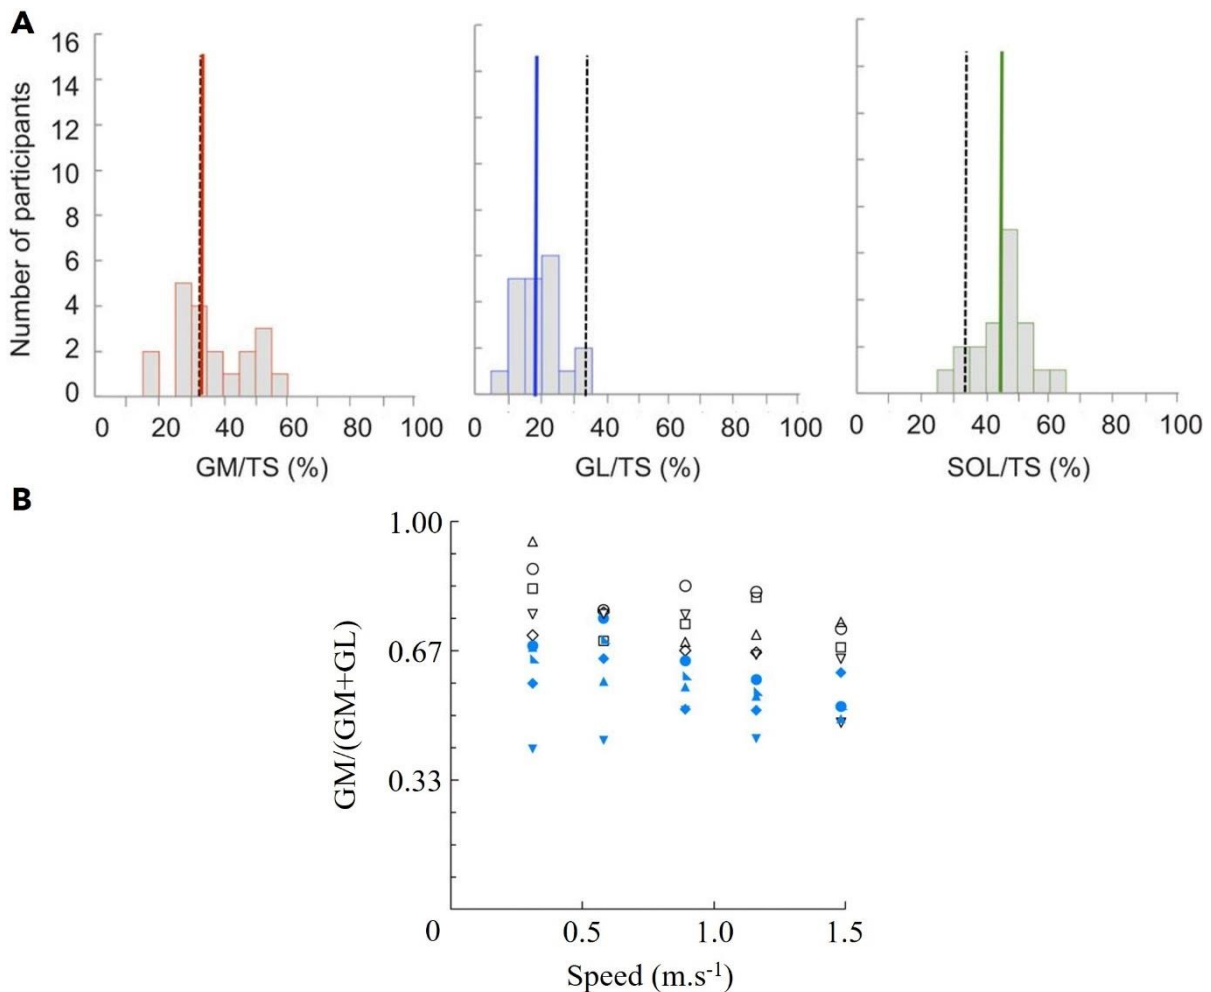 A
Number of participants
16
14
12
10
8
6
4
2
0
0 20 40 60 80 100
GM/TS (%)
0 20 40 60 80 100
GL/TS (%)
0 20 40 60 80 100
SOL/TS (%)
B
GM/(GM+GL)
1.00
0.67
0.33
0
0.5 1.0 1.5
Speed (m.s⁻¹)